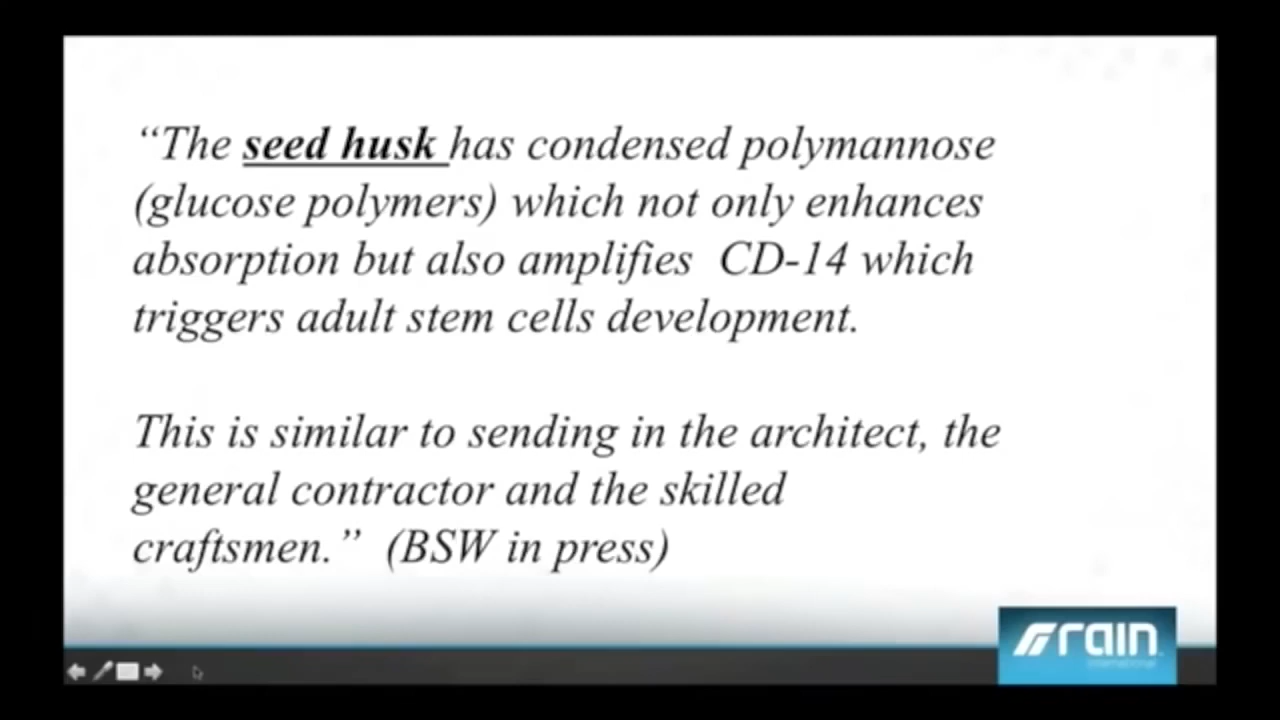 “The seed husk has condensed polymannose
(glucose polymers) which not only enhances
absorption but also amplifies CD-14 which
triggers adult stem cells development.
This is similar to sending in the architect, the
general contractor and the skilled
craftsmen.” (BSW in press)
rain
international